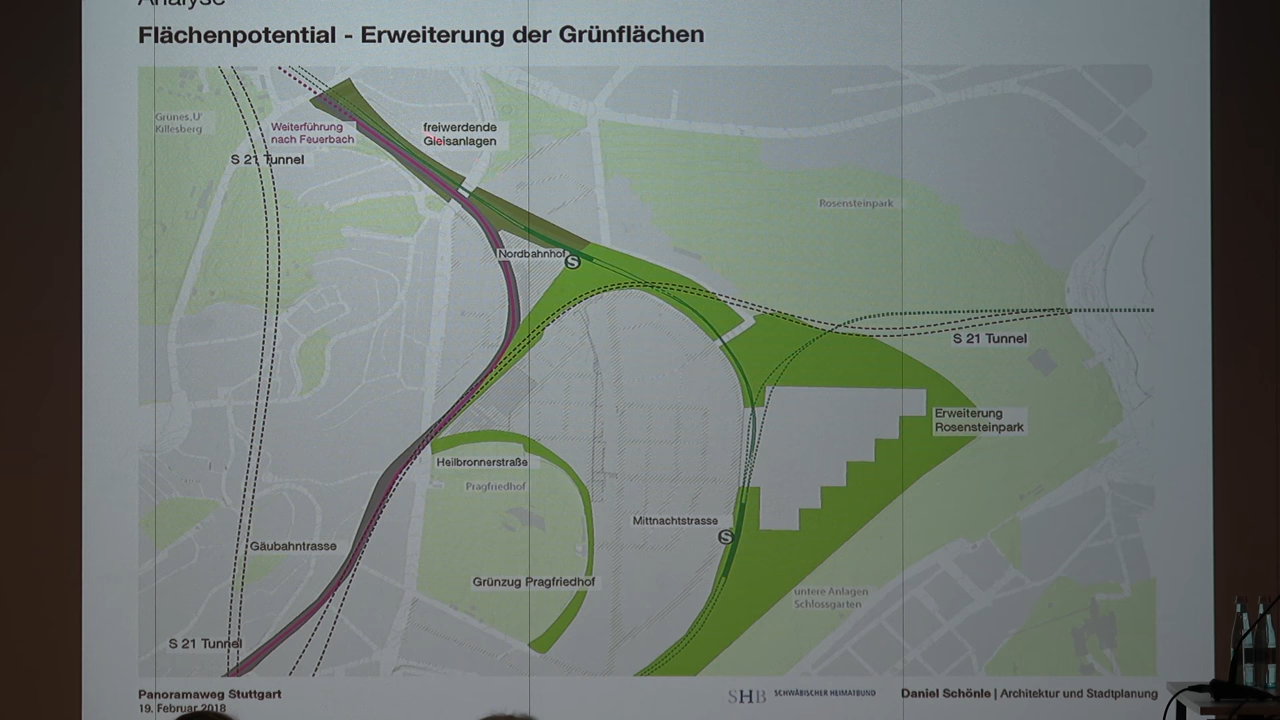 Analyse
Flächenpotential - Erweiterung der Grünflächen
Grünes ‚U'
Killesberg
Weiterführung
nach Feuerbach
freiwerdende
Gleisanlagen
S 21 Tunnel
Rosensteinpark
Nordbahnhof
S
S 21 Tunnel
Erweiterung
Rosensteinpark
Heilbronnerstraße
Pragfriedhof
Mittnachtstrasse
S
Gäubahntrasse
Grünzug Pragfriedhof
untere Anlagen
Schlossgarten
S 21 Tunnel
Panoramaweg Stuttgart
19. Februar 2018
SHB SCHWÄBISCHER HEIMATBUND
Daniel Schönle | Architektur und Stadtplanung